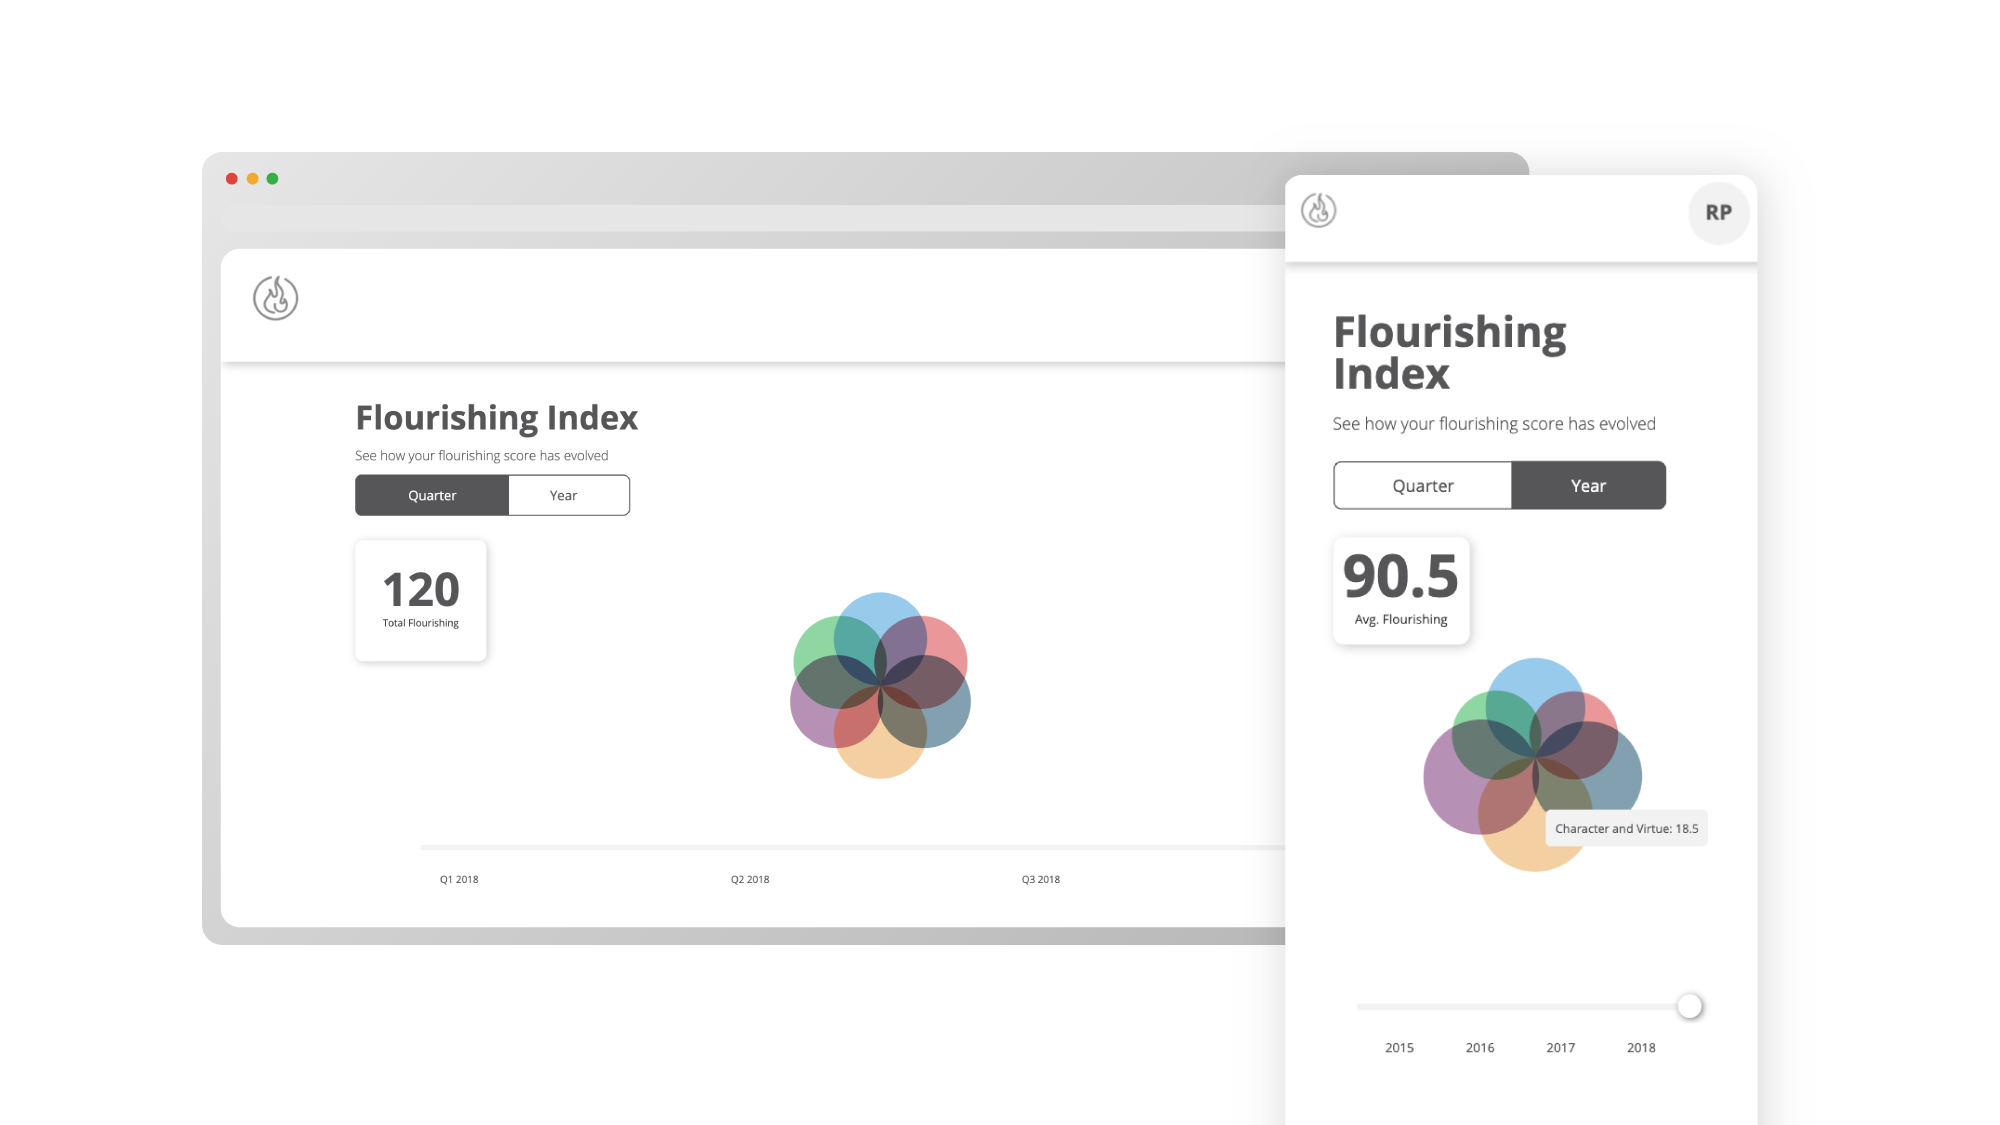 Flourishing Index
See how your flourishing score has evolved
Quarter Year
120
Total Flourishing
Q1 2018 Q2 2018 Q3 2018
RP
Flourishing
Index
See how your flourishing score has evolved
Quarter Year
90.5
Avg. Flourishing
Character and Virtue: 18.5
2015 2016 2017 2018